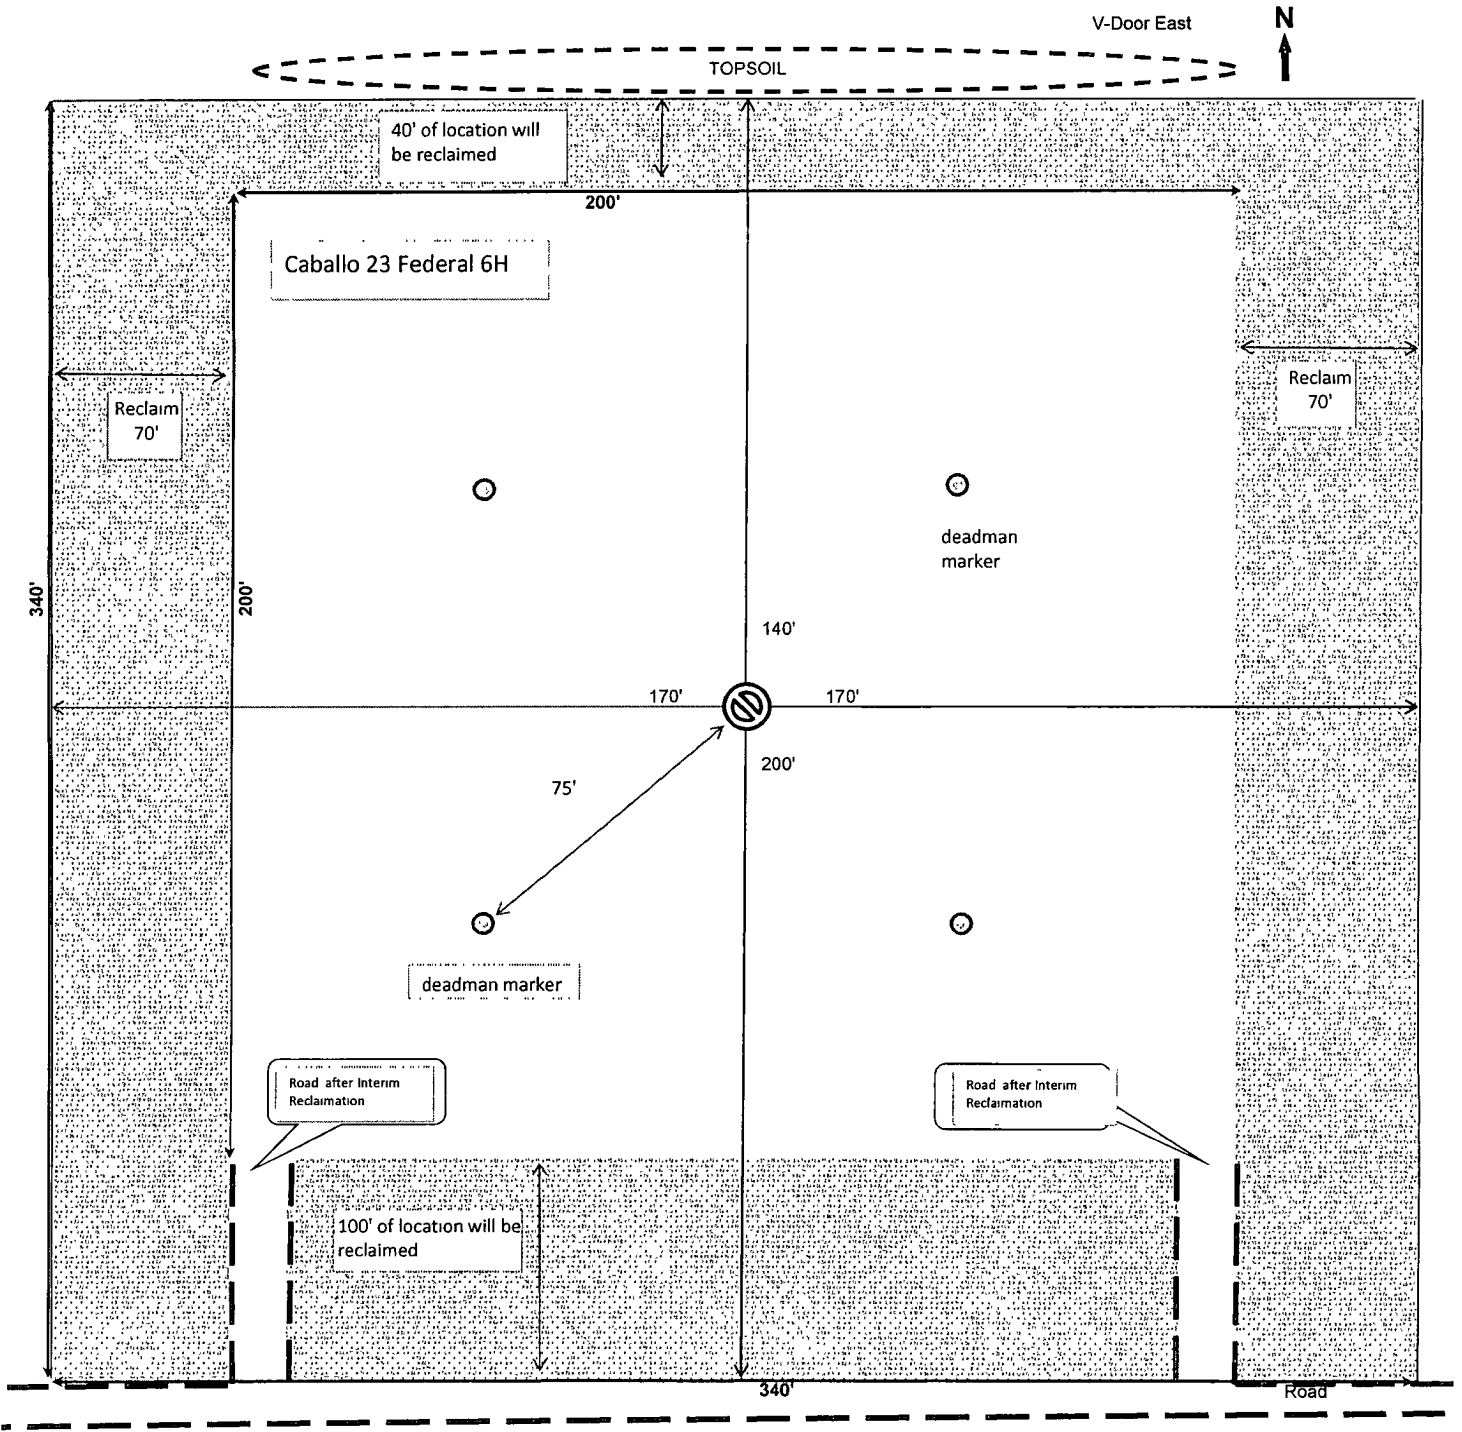 V-Door East
N
TOPSOIL
40' of location will
be reclaimed
200'
Caballo 23 Federal 6H
Reclaim
70'
Reclaim
70'
deadman
marker
340'
200'
140'
170'
170'
200'
75'
deadman marker
Road after Interim
Reclamation
Road after Interim
Reclamation
100' of location will be
reclaimed
340'
Road